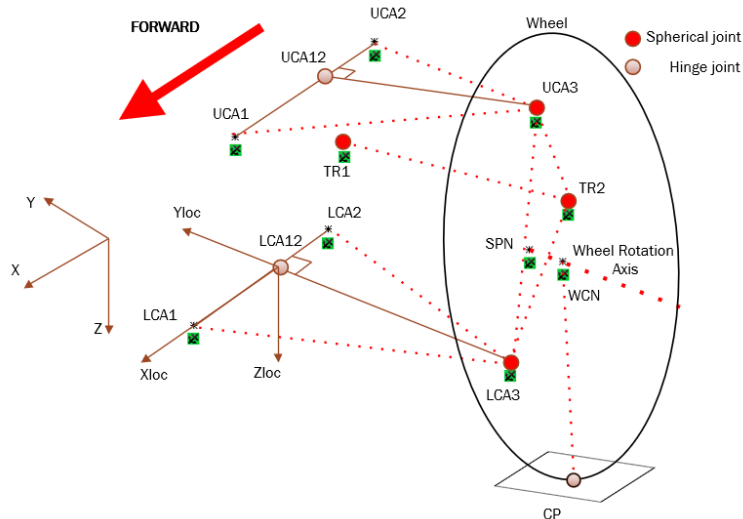 FORWARD
UCA2
Wheel
Spherical joint
Hinge joint
UCA12
UCA3
UCA1
TR1
TR2
Y
X
Z
Yloc
LCA2
LCA12
SPN
Wheel Rotation
Axis
WCN
LCA1
Xloc
Zloc
LCA3
CP